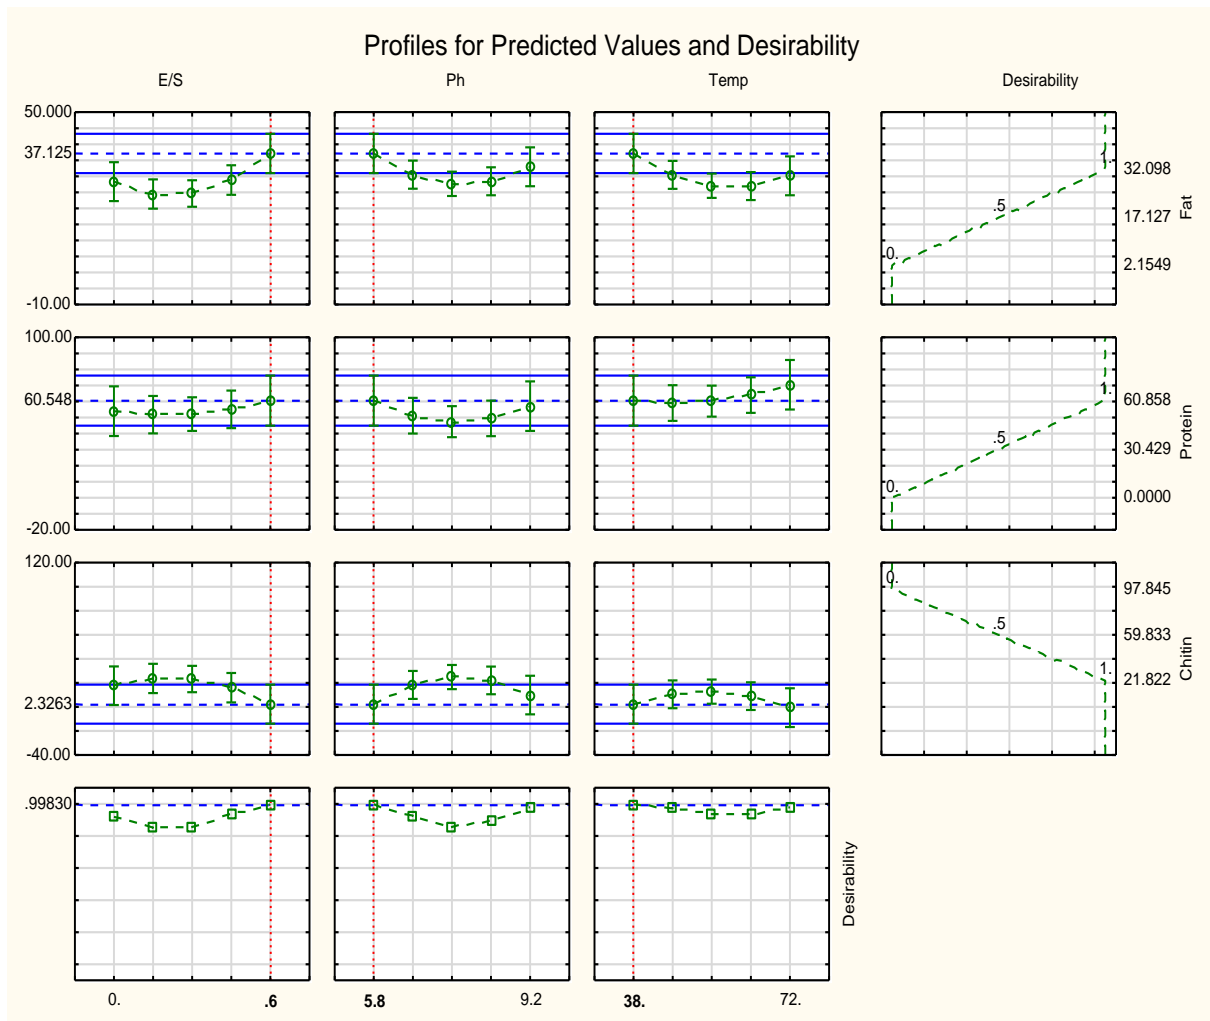 Profiles for Predicted Values and Desirability
E/S Ph Temp Desirability
50.000
37.125
-10.00
0. .5 1.
32.098
17.127
2.1549
Fat
100.00
60.548
-20.00
0. .5 1.
60.858
30.429
0.0000
Protein
120.00
2.3263
-40.00
0. .5 1.
97.845
59.833
21.822
Chitin
.99830
Desirability
0. .6 5.8 9.2 38. 72.